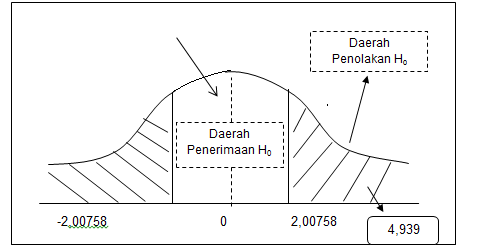 Daerah
Penolakan H₀
Daerah
Penerimaan H₀
-2,00758
0
2,00758
4,939